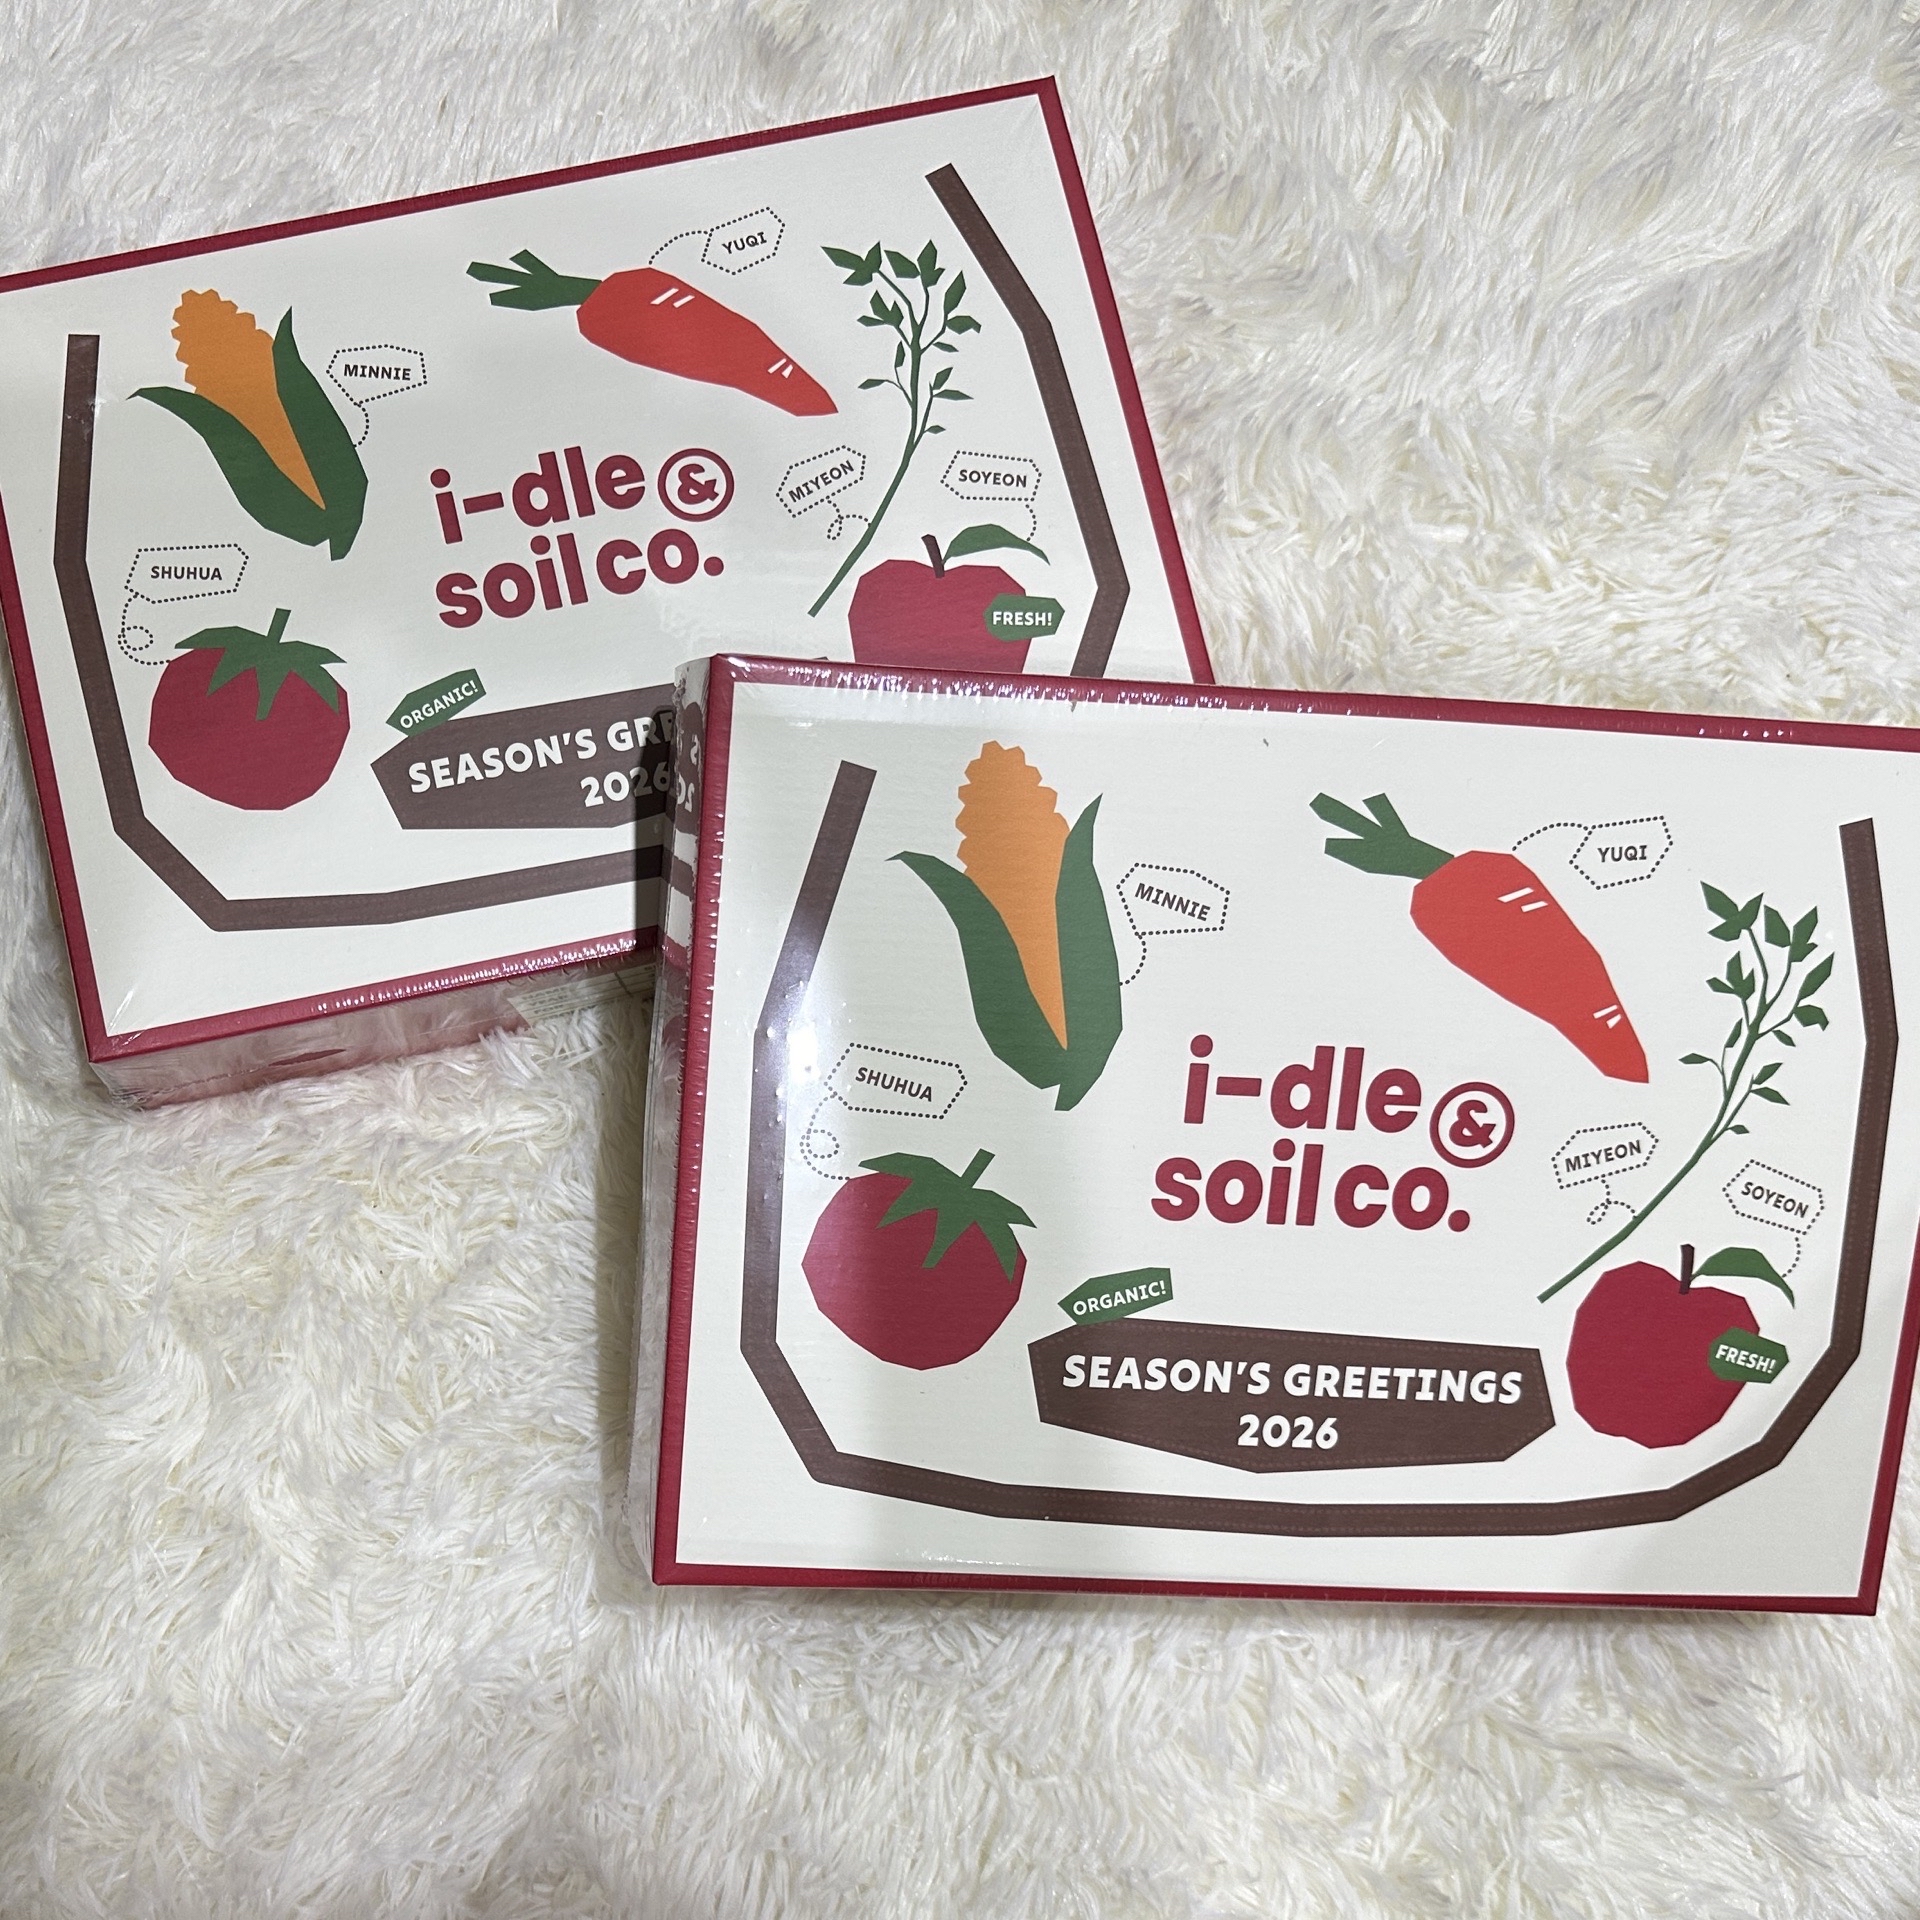 YUQI
MINNIE
i-dle &
soil co.
MIYEON
SOYEON
SHUHUA
FRESH!
ORGANIC!
SEASON'S GRE
2026
YUQI
MINNIE
SHUHUA
i-dle &
soil co.
MIYEON
SOYEON
ORGANIC!
FRESH!
SEASON'S GREETINGS
2026